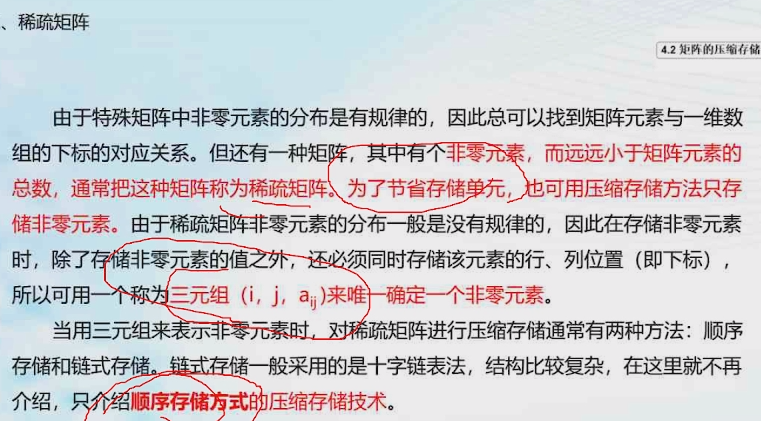 、稀疏矩阵
4.2 矩阵的压缩存储
由于特殊矩阵中非零元素的分布是有规律的，因此总可以找到矩阵元素与一维数
组的下标的对应关系。但还有一种矩阵，其中有个非零元素，而远远小于矩阵元素的
总数，通常把这种矩阵称为稀疏矩阵。为了节省存储单元，也可用压缩存储方法只存
储非零元素。由于稀疏矩阵非零元素的分布一般是没有规律的，因此在存储非零元素
时，除了存储非零元素的值之外，还必须同时存储该元素的行、列位置（即下标），
所以可用一个称为三元组（i，j，aij)来唯一确定一个非零元素。
当用三元组来表示非零元素时，对稀疏矩阵进行压缩存储通常有两种方法：顺序
存储和链式存储。链式存储一般采用的是十字链表法，结构比较复杂，在这里就不再
介绍，只介绍顺序存储方式的压缩存储技术。